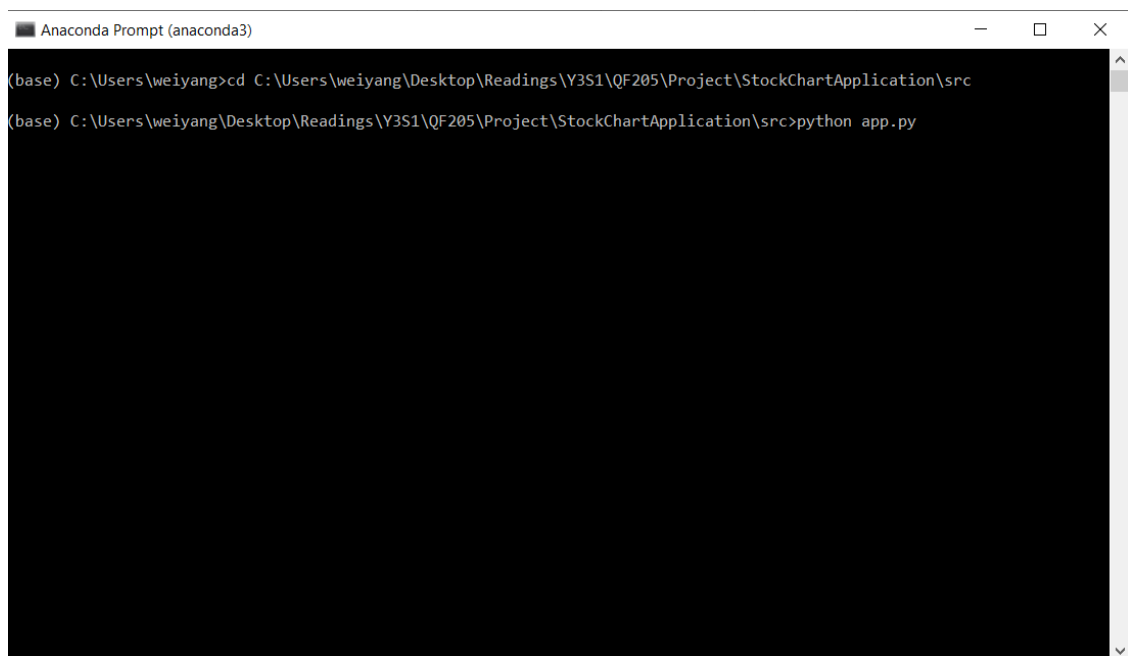 Anaconda Prompt (anaconda3)
(base) C:\Users\weiyang>cd C:\Users\weiyang\Desktop\Readings\Y3S1\QF205\Project\StockChartApplication\src
(base) C:\Users\weiyang\Desktop\Readings\Y3S1\QF205\Project\StockChartApplication\src>python app.py